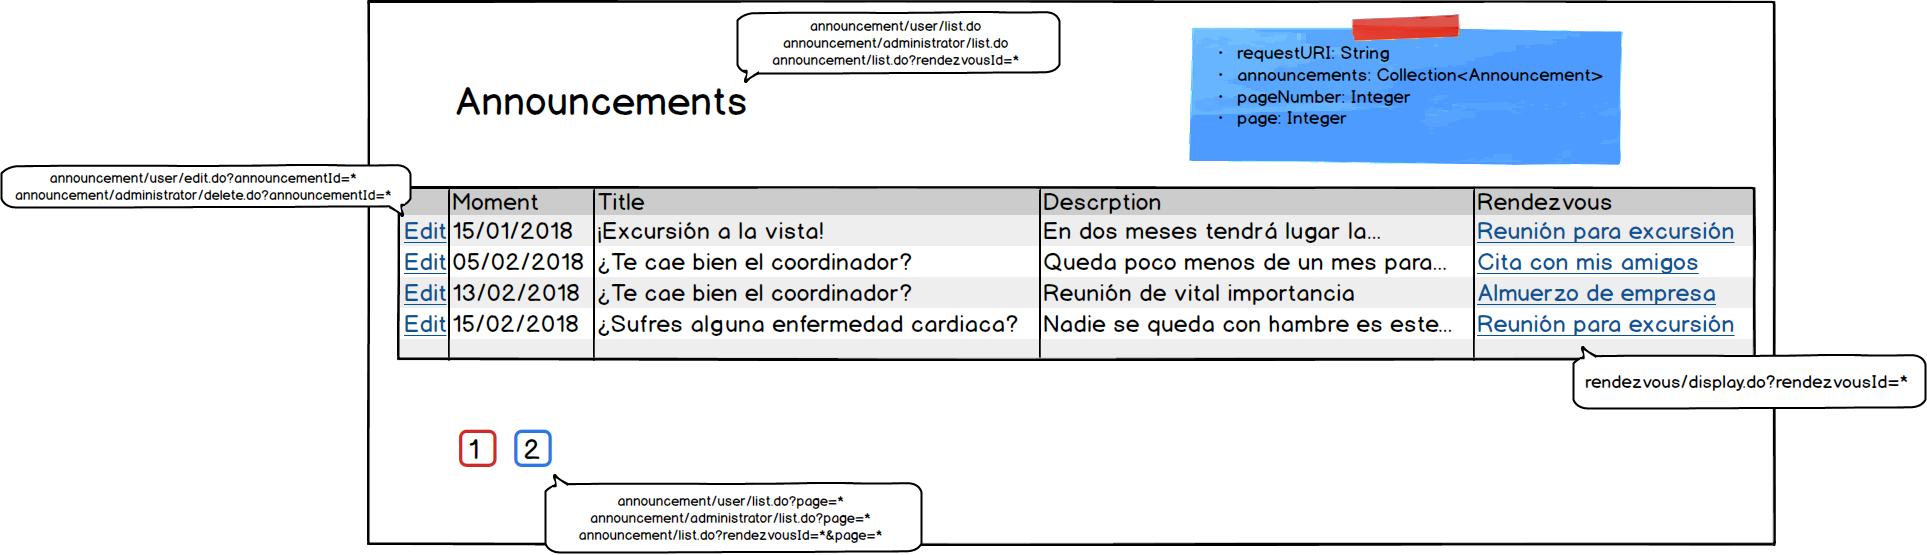 announcement/user/list.do
announcement/administrator/list.do
announcement/list.do?rendezvousId=*
Announcements
· requestURI: String
· announcements: Collection<Announcement>
· pageNumber: Integer
· page: Integer
announcement/user/edit.do?announcementId=*
announcement/administrator/delete.do?announcementId=*
Moment Title Descrption Rendezvous
Edit 15/01/2018 ¡Excursión a la vista! En dos meses tendrá lugar la... Reunión para excursión
Edit 05/02/2018 ¿Te cae bien el coordinador? Queda poco menos de un mes para... Cita con mis amigos
Edit 13/02/2018 ¿Te cae bien el coordinador? Reunión de vital importancia Almuerzo de empresa
Edit 15/02/2018 ¿Sufres alguna enfermedad cardiaca? Nadie se queda con hambre es este... Reunión para excursión
rendezvous/display.do?rendezvousId=*
1 2
announcement/user/list.do?page=*
announcement/administrator/list.do?page=*
announcement/list.do?rendezvousId=*&page=*